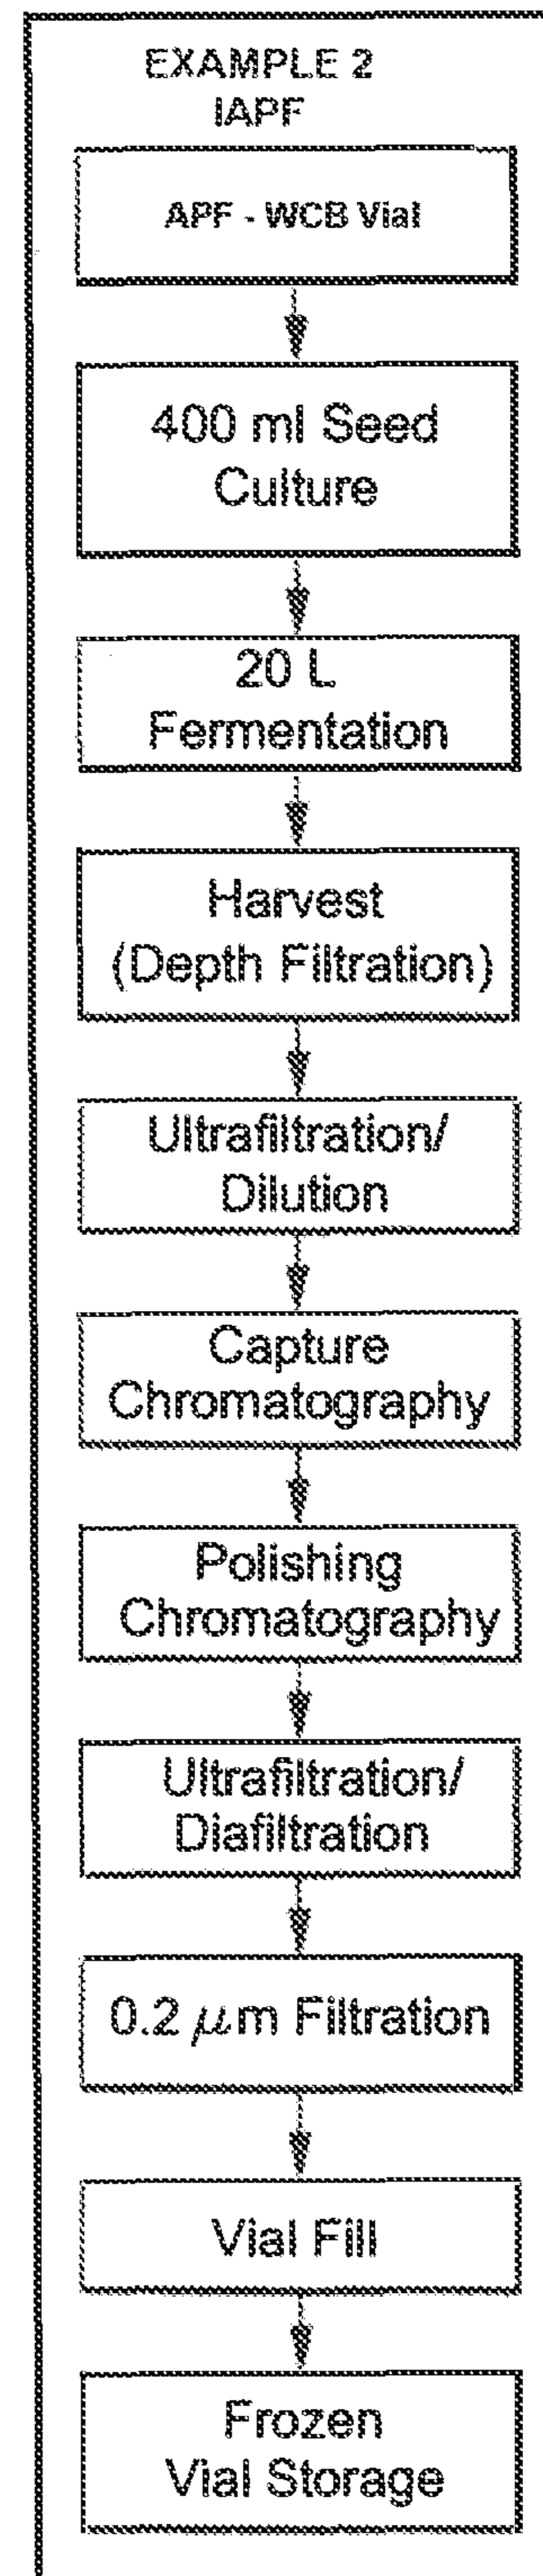 EXAMPLE 2
IAPF
APF - WCB Vial
400 ml Seed
Culture
20 L
Fermentation
Harvest
(Depth Filtration)
Ultrafiltration/
Dilution
Capture
Chromatography
Polishing
Chromatography
Ultrafiltration/
Diafiltration
0.2 μm Filtration
Vial Fill
Frozen
Vial Storage